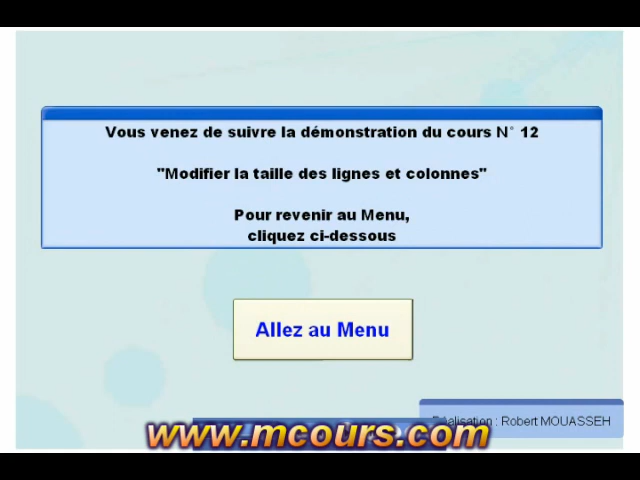 Vous venez de suivre la démonstration du cours N° 12
"Modifier la taille des lignes et colonnes"
Pour revenir au Menu,
cliquez ci-dessous
Allez au Menu
Réalisation : Robert MOUASSEH
www.mcours.com